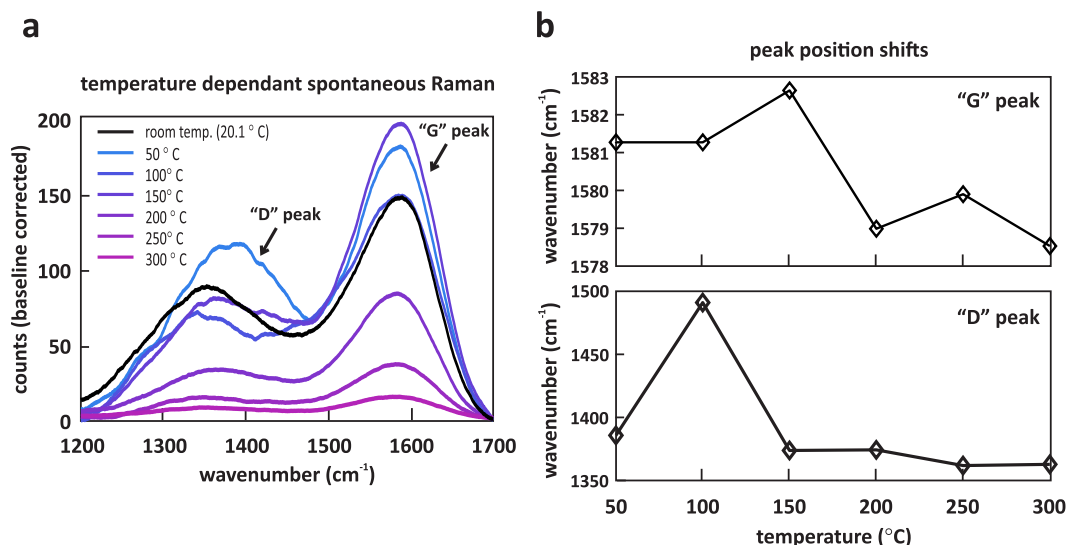 a
temperature dependant spontaneous Raman
200
150
100
50
0
counts (baseline corrected)
room temp. (20.1 ° C)
50 ° C
100° C
150° C
200 ° C
250° C
300 ° C
"D" peak
"G" peak
1200 1300 1400 1500 1600 1700
wavenumber (cm⁻¹)
b
peak position shifts
1583
1582
1581
1580
1579
1578
wavenumber (cm⁻¹)
"G" peak
1500
1450
1400
1350
wavenumber (cm⁻¹)
"D" peak
50 100 150 200 250 300
temperature (°C)